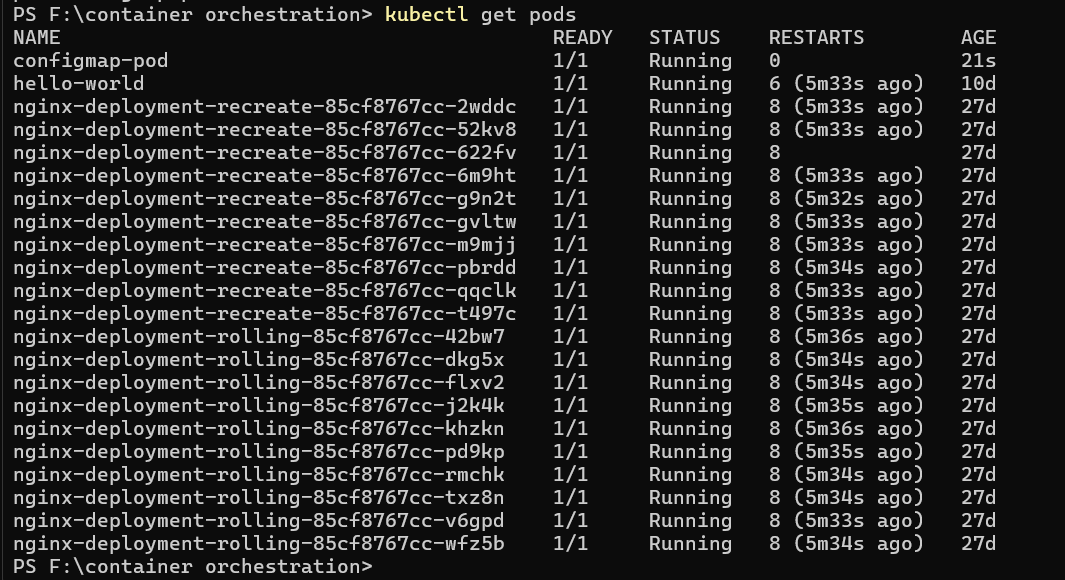 PS F:\container orchestration> kubectl get pods
NAME READY STATUS RESTARTS AGE
configmap-pod 1/1 Running 0 21s
hello-world 1/1 Running 6 (5m33s ago) 10d
nginx-deployment-recreate-85cf8767cc-2wddc 1/1 Running 8 (5m33s ago) 27d
nginx-deployment-recreate-85cf8767cc-52kv8 1/1 Running 8 (5m33s ago) 27d
nginx-deployment-recreate-85cf8767cc-622fv 1/1 Running 8 27d
nginx-deployment-recreate-85cf8767cc-6m9ht 1/1 Running 8 (5m33s ago) 27d
nginx-deployment-recreate-85cf8767cc-g9n2t 1/1 Running 8 (5m32s ago) 27d
nginx-deployment-recreate-85cf8767cc-gvltw 1/1 Running 8 (5m33s ago) 27d
nginx-deployment-recreate-85cf8767cc-m9mjj 1/1 Running 8 (5m33s ago) 27d
nginx-deployment-recreate-85cf8767cc-pbrdd 1/1 Running 8 (5m34s ago) 27d
nginx-deployment-recreate-85cf8767cc-qqclk 1/1 Running 8 (5m33s ago) 27d
nginx-deployment-recreate-85cf8767cc-t497c 1/1 Running 8 (5m33s ago) 27d
nginx-deployment-rolling-85cf8767cc-42bw7 1/1 Running 8 (5m36s ago) 27d
nginx-deployment-rolling-85cf8767cc-dkg5x 1/1 Running 8 (5m34s ago) 27d
nginx-deployment-rolling-85cf8767cc-flxv2 1/1 Running 8 (5m34s ago) 27d
nginx-deployment-rolling-85cf8767cc-j2k4k 1/1 Running 8 (5m35s ago) 27d
nginx-deployment-rolling-85cf8767cc-khzkn 1/1 Running 8 (5m36s ago) 27d
nginx-deployment-rolling-85cf8767cc-pd9kp 1/1 Running 8 (5m35s ago) 27d
nginx-deployment-rolling-85cf8767cc-rmchk 1/1 Running 8 (5m34s ago) 27d
nginx-deployment-rolling-85cf8767cc-txz8n 1/1 Running 8 (5m34s ago) 27d
nginx-deployment-rolling-85cf8767cc-v6gpd 1/1 Running 8 (5m33s ago) 27d
nginx-deployment-rolling-85cf8767cc-wfz5b 1/1 Running 8 (5m34s ago) 27d
PS F:\container orchestration>